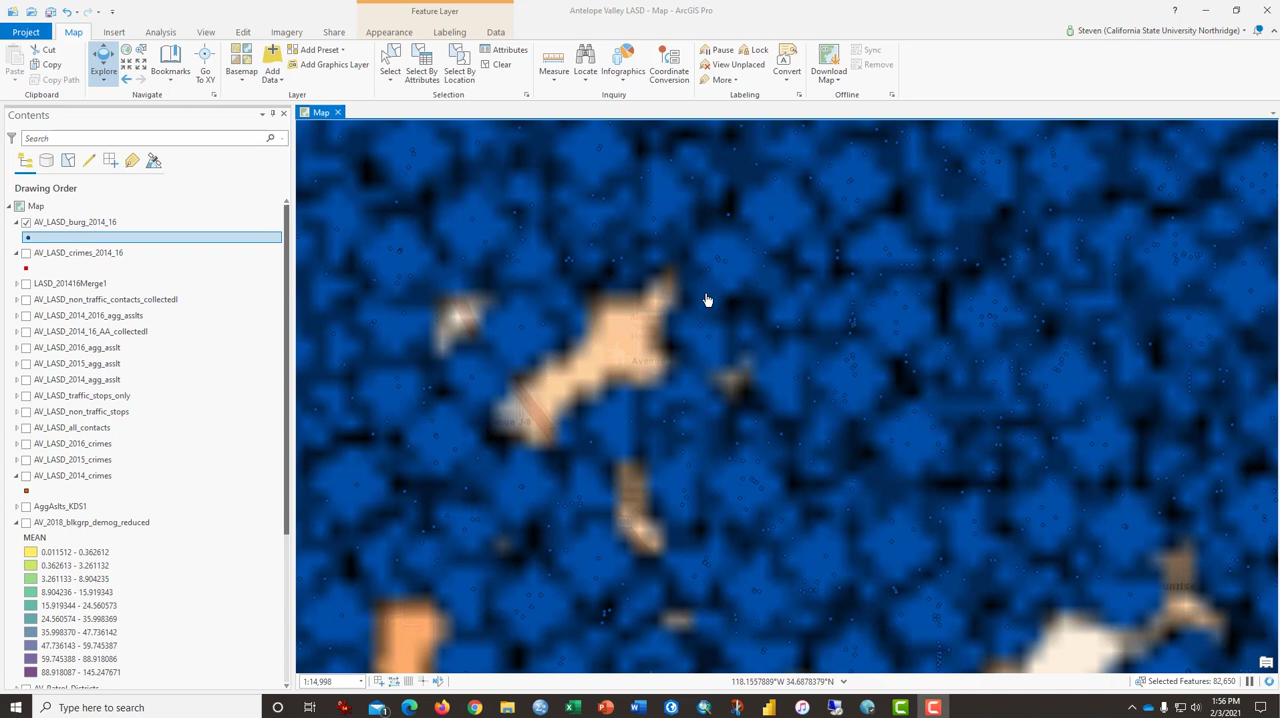 Feature Layer
Antelope Valley LASD - Map - ArcGIS Pro
Project Map Insert Analysis View Edit Imagery Share Appearance Labeling Data
Steven (California State University Northridge)
Paste
Cut
Copy
Copy Path
Clipboard
Explore
Bookmarks
Go To XY
Navigate
Basemap
Add Data
Add Preset
Add Graphics Layer
Layer
Select
Select By Attributes
Select By Location
Attributes
Clear
Selection
Measure
Locate
Infographics
Coordinate Conversion
Inquiry
Pause
Lock
View Unplaced
More
Convert
Labeling
Download Map
Sync
Remove
Offline
Contents
Search
Drawing Order
Map
AV_LASD_burg_2014_16
AV_LASD_crimes_2014_16
LASD_201416Merge1
AV_LASD_non_traffic_contacts_collectedI
AV_LASD_2014_2016_agg_asslts
AV_LASD_2014_16_AA_collectedI
AV_LASD_2016_agg_asslt
AV_LASD_2015_agg_asslt
AV_LASD_2014_agg_asslt
AV_LASD_traffic_stops_only
AV_LASD_non_traffic_stops
AV_LASD_all_contacts
AV_LASD_2016_crimes
AV_LASD_2015_crimes
AV_LASD_2014_crimes
AggAslts_KDS1
AV_2018_blkgrp_demog_reduced
MEAN
0.011512 - 0.362612
0.362613 - 3.261132
3.261133 - 8.904235
8.904236 - 15.919343
15.919344 - 24.560573
24.560574 - 35.998369
35.998370 - 47.736142
47.736143 - 59.745387
59.745388 - 88.918086
88.918087 - 145.247671
AV_Patrol_Districts
Map
1:14,998
118.1557889°W 34.6878379°N
Selected Features: 82,650
Type here to search
1:56 PM
2/3/2021